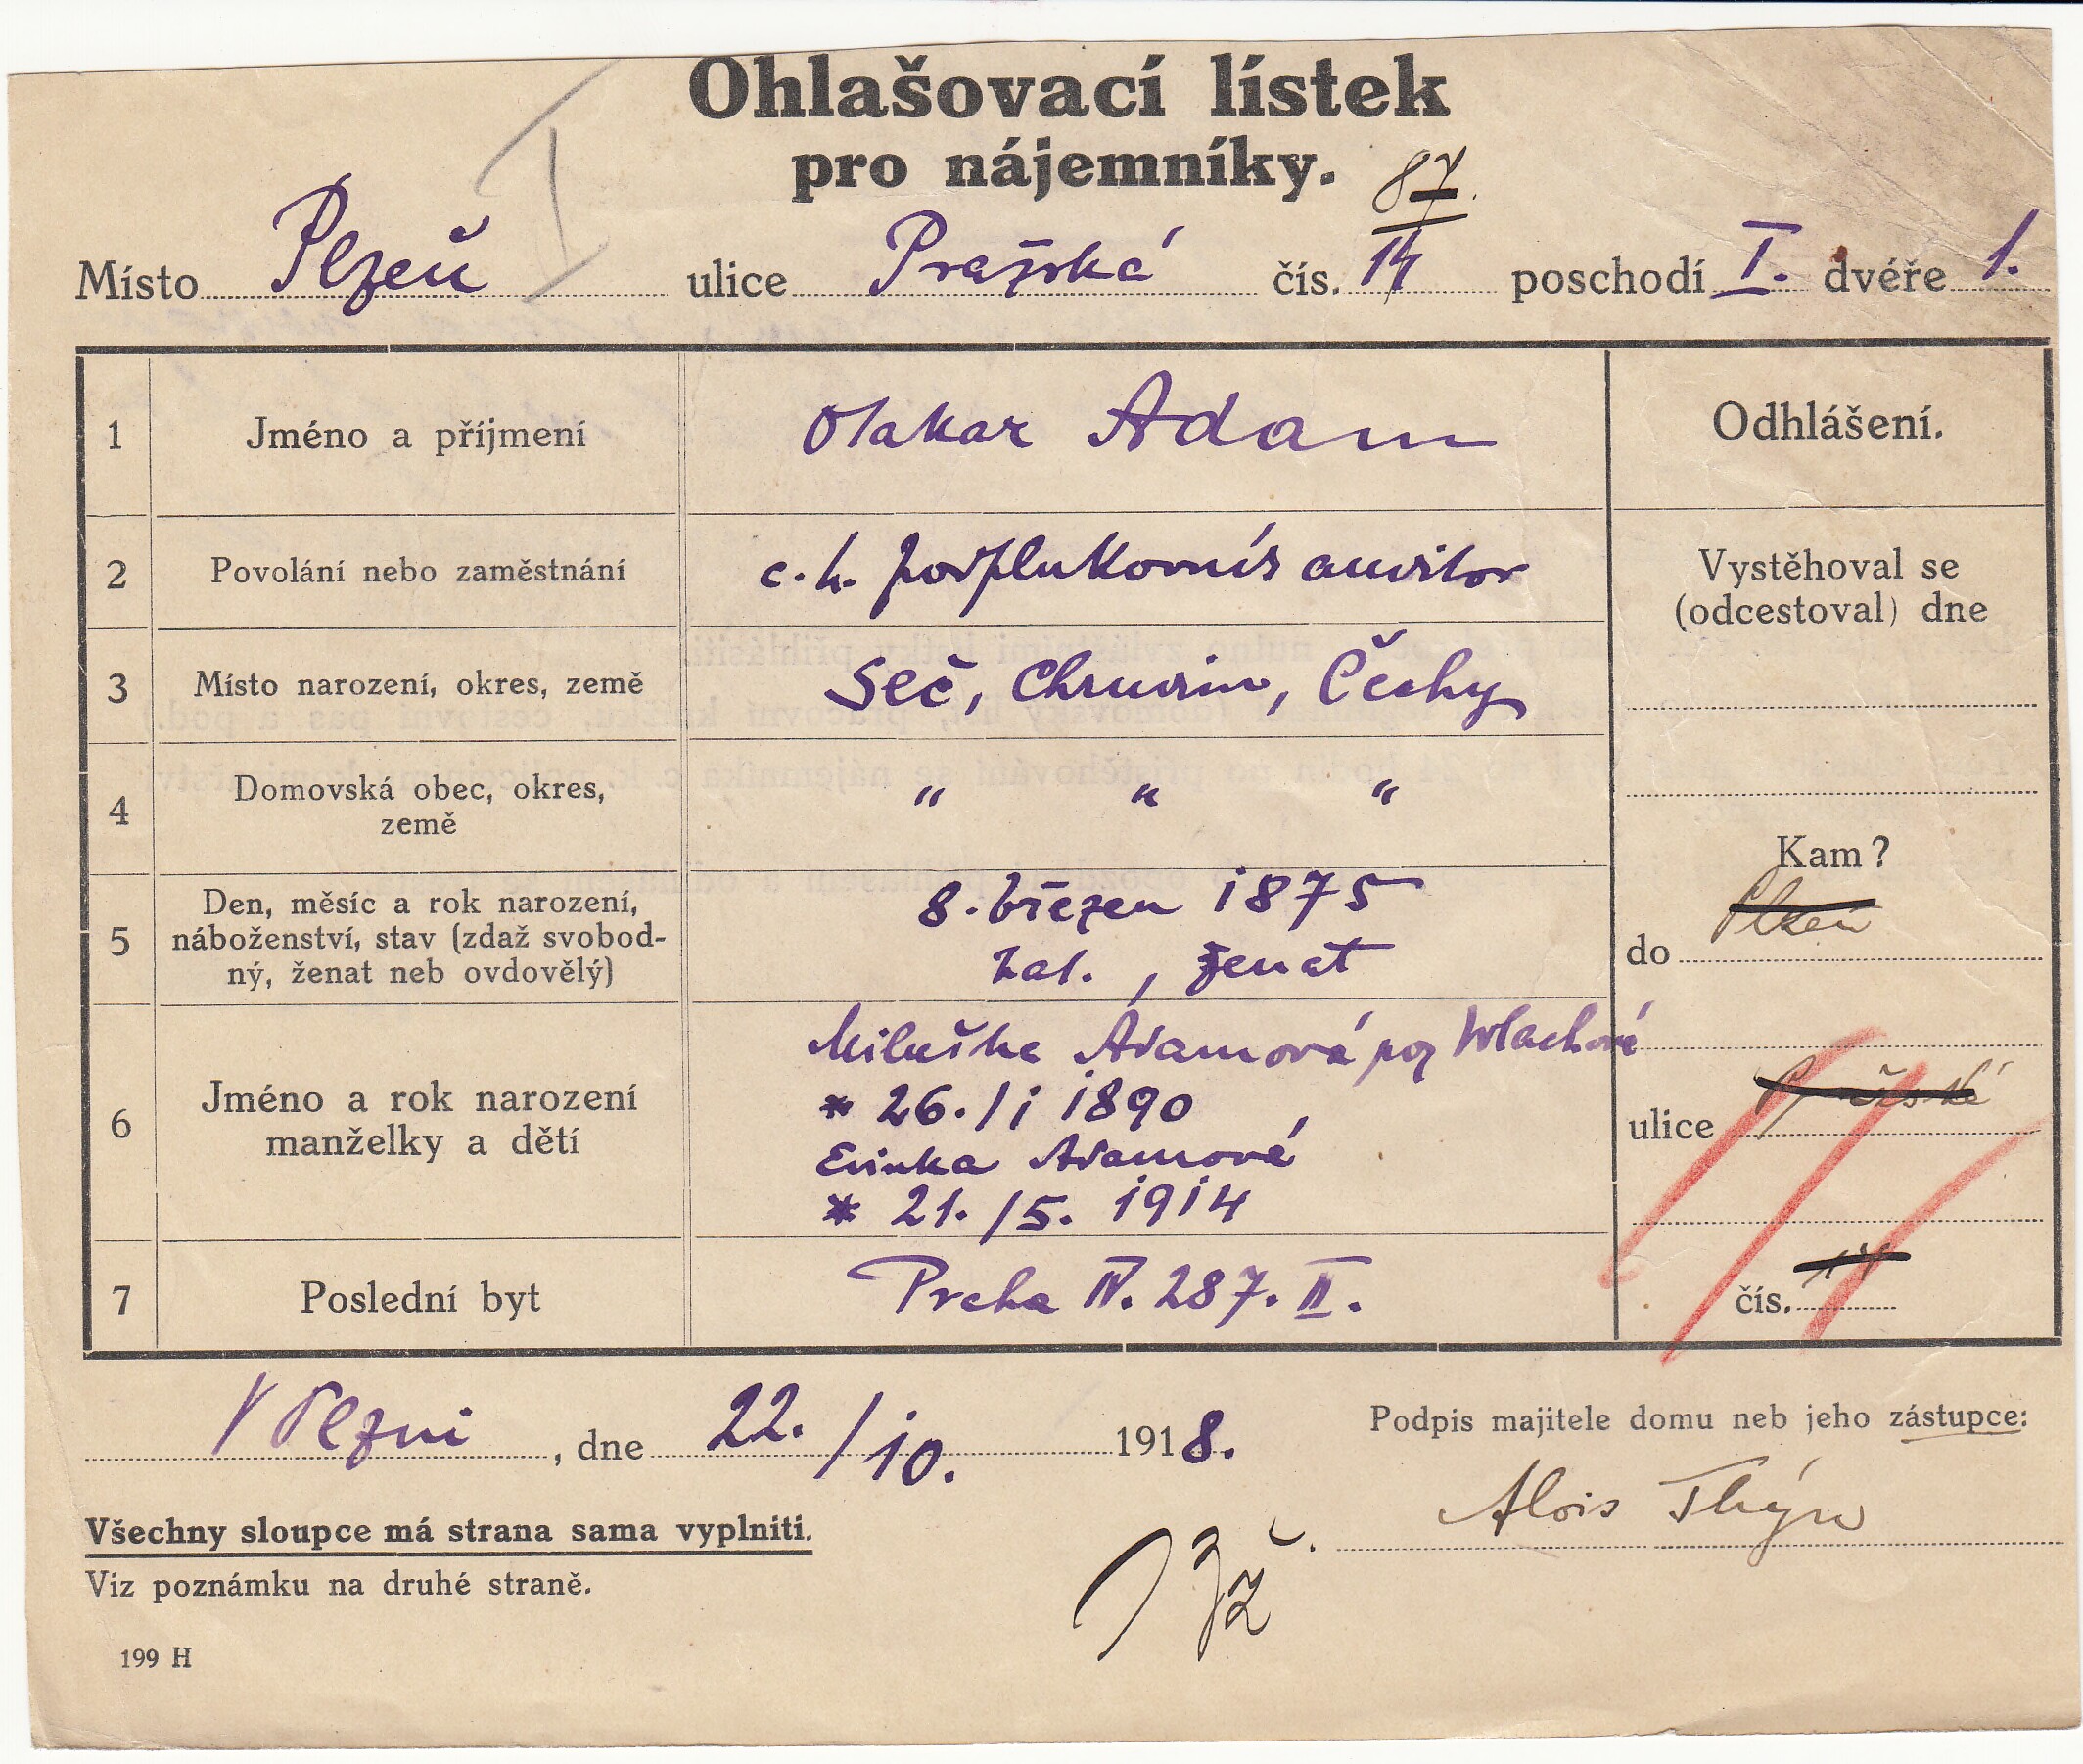 Ohlašovací lístek
pro nájemníky.
87.
Místo Plzeň ulice Pražská čís. 14 poschodí I. dvéře 1.
1 Jméno a příjmení Otakar Adam Odhlášení.
2 Povolání nebo zaměstnání c. k. podplukovník auditor Vystěhoval se
(odcestoval) dne
3 Místo narození, okres, země Seč, Chrudim, Čechy
4 Domovská obec, okres,
země " " "
Kam?
5 Den, měsíc a rok narození,
náboženství, stav (zdaž svobod-
ný, ženat neb ovdovělý)
8. březen 1875
kat., ženat
do Plzeň
6 Jméno a rok narození
manželky a dětí
Miluška Adamová roz Wlachová
* 26./I 1890
Evinka Adamová
* 21./5. 1914
ulice
7 Poslední byt Praha IV. 287. II.
čís. 14
V Plzni, dne 22./10. 1918.
Podpis majitele domu neb jeho zástupce:
Alois Thýn
Všechny sloupce má strana sama vyplniti.
Viz poznámku na druhé straně.
199 H